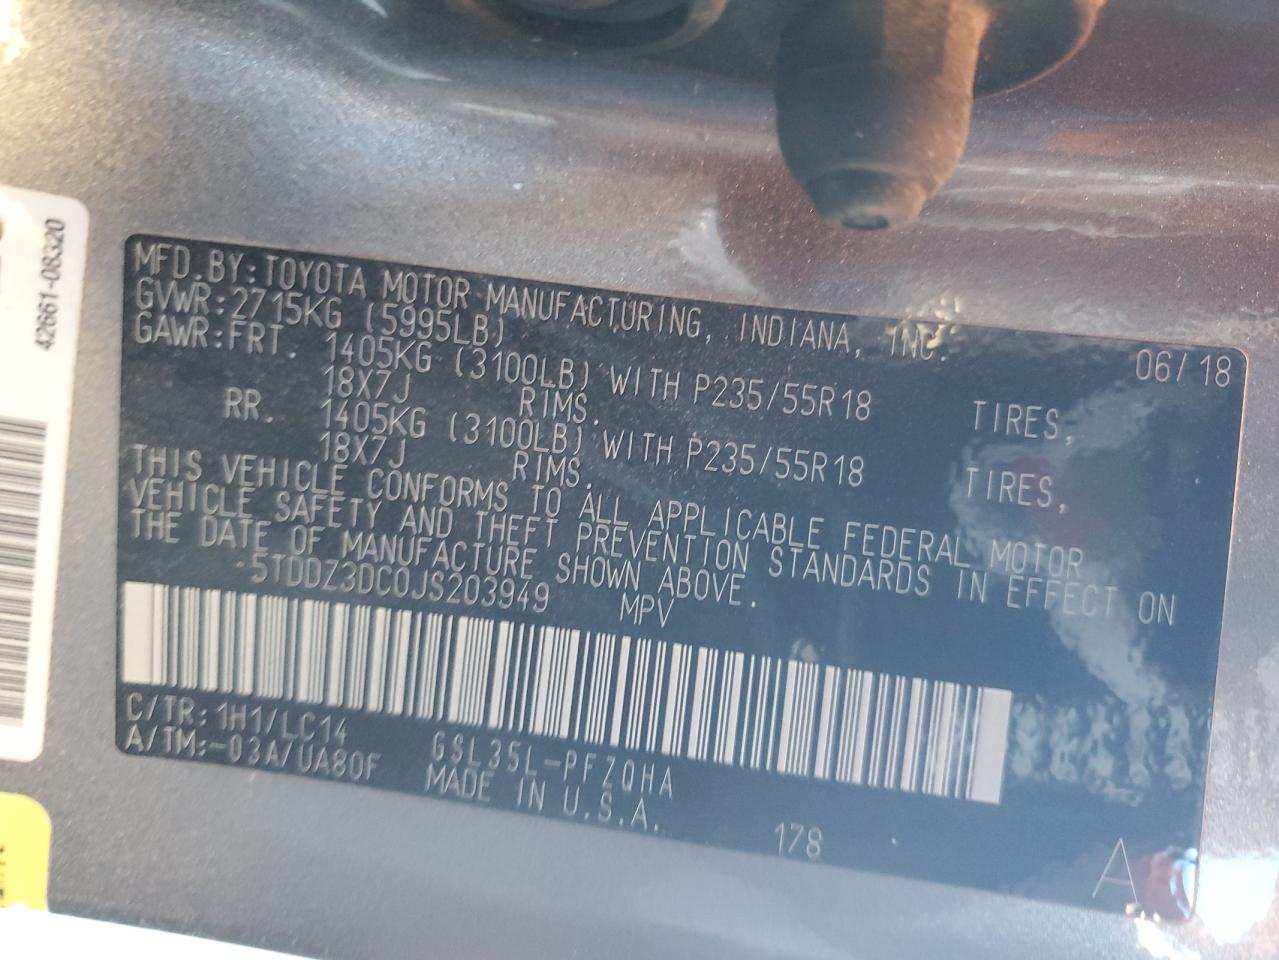 42661-08320
MFD.BY:TOYOTA MOTOR MANUFACTURING, INDIANA, INC. 06/18
GVWR:2715KG (5995LB)
GAWR:FRT. 1405KG (3100LB) WITH P235/55R18 TIRES,
18X7J RIMS.
RR. 1405KG (3100LB) WITH P235/55R18 TIRES,
18X7J RIMS.
THIS VEHICLE CONFORMS TO ALL APPLICABLE FEDERAL MOTOR
VEHICLE SAFETY AND THEFT PREVENTION STANDARDS IN EFFECT ON
THE DATE OF MANUFACTURE SHOWN ABOVE.
5TDDZ3DC0JS203949 MPV
C/TR:1H1/LC14 GSL35L-PFZQHA
A/TM:-03A/UA80F MADE IN U.S.A.
178 A